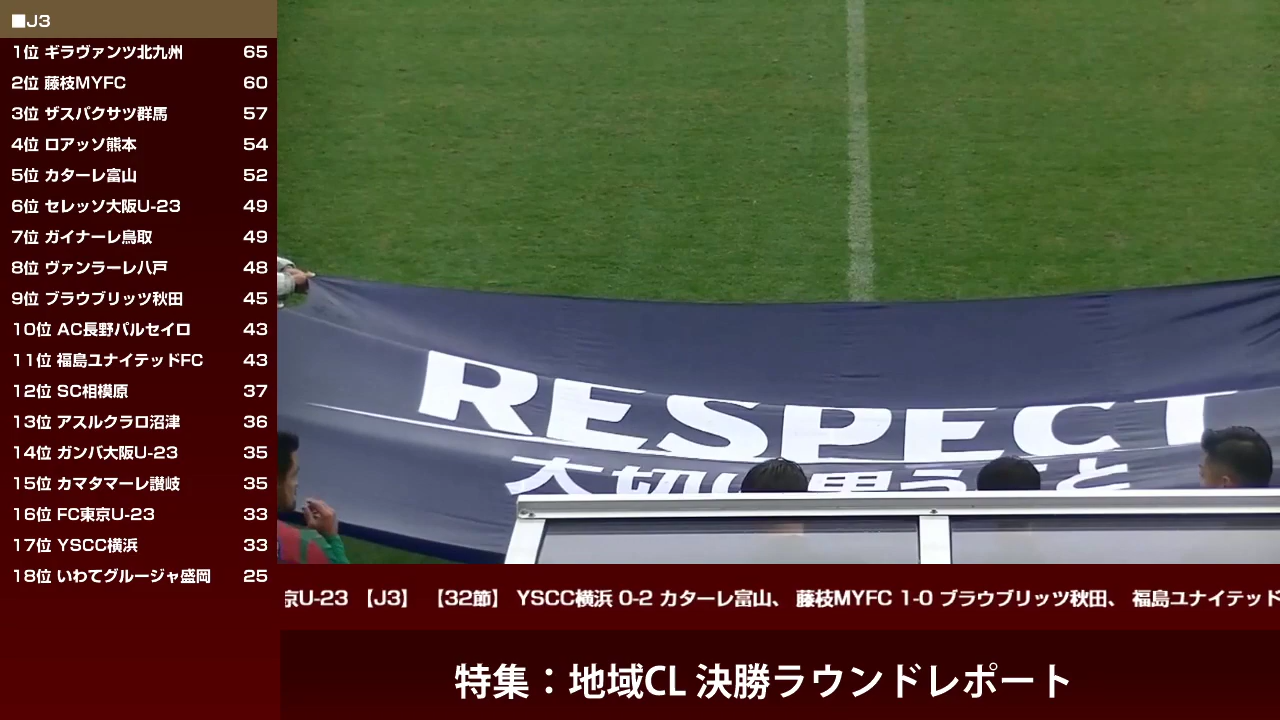 ■J3
1位 ギラヴァンツ北九州 65
2位 藤枝MYFC 60
3位 ザスパクサツ群馬 57
4位 ロアッソ熊本 54
5位 カターレ富山 52
6位 セレッソ大阪U-23 49
7位 ガイナーレ鳥取 49
8位 ヴァンラーレ八戸 48
9位 ブラウブリッツ秋田 45
10位 AC長野パルセイロ 43
11位 福島ユナイテッドFC 43
12位 SC相模原 37
13位 アスルクラロ沼津 36
14位 ガンバ大阪U-23 35
15位 カマタマーレ讃岐 35
16位 FC東京U-23 33
17位 YSCC横浜 33
18位 いわてグルージャ盛岡 25
RESPECT
大切に思うこと
京U-23 【J3】 【32節】 YSCC横浜 0-2 カターレ富山、 藤枝MYFC 1-0 ブラウブリッツ秋田、 福島ユナイテッド
特集：地域CL 決勝ラウンドレポート